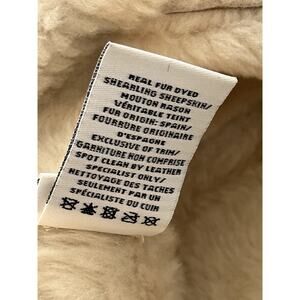 REAL FUR DYED
SHEARLING SHEEPSKIN/
MOUTON RASON
VÉRITABLE TEINT
FUR ORIGIN: SPAIN/
FOURRURE ORIGINAIRE
D'ESPAGNE
EXCLUSIVE OF TRIM/
GARNITURE NON COMPRISE
SPOT CLEAN BY LEATHER
SPECIALIST ONLY/
NETTOYAGE DES TACHES
SEULEMENT PAR UN
SPÉCIALISTE DU CUIR